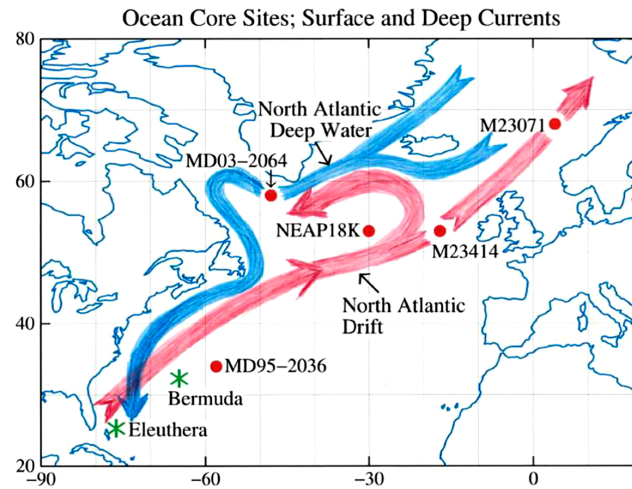 Ocean Core Sites; Surface and Deep Currents
80
North Atlantic
Deep Water
M23071
MD03-2064
60
NEAP18K
M23414
North Atlantic
Drift
40
MD95-2036
Bermuda
Eleuthera
20
-90
-60
-30
0